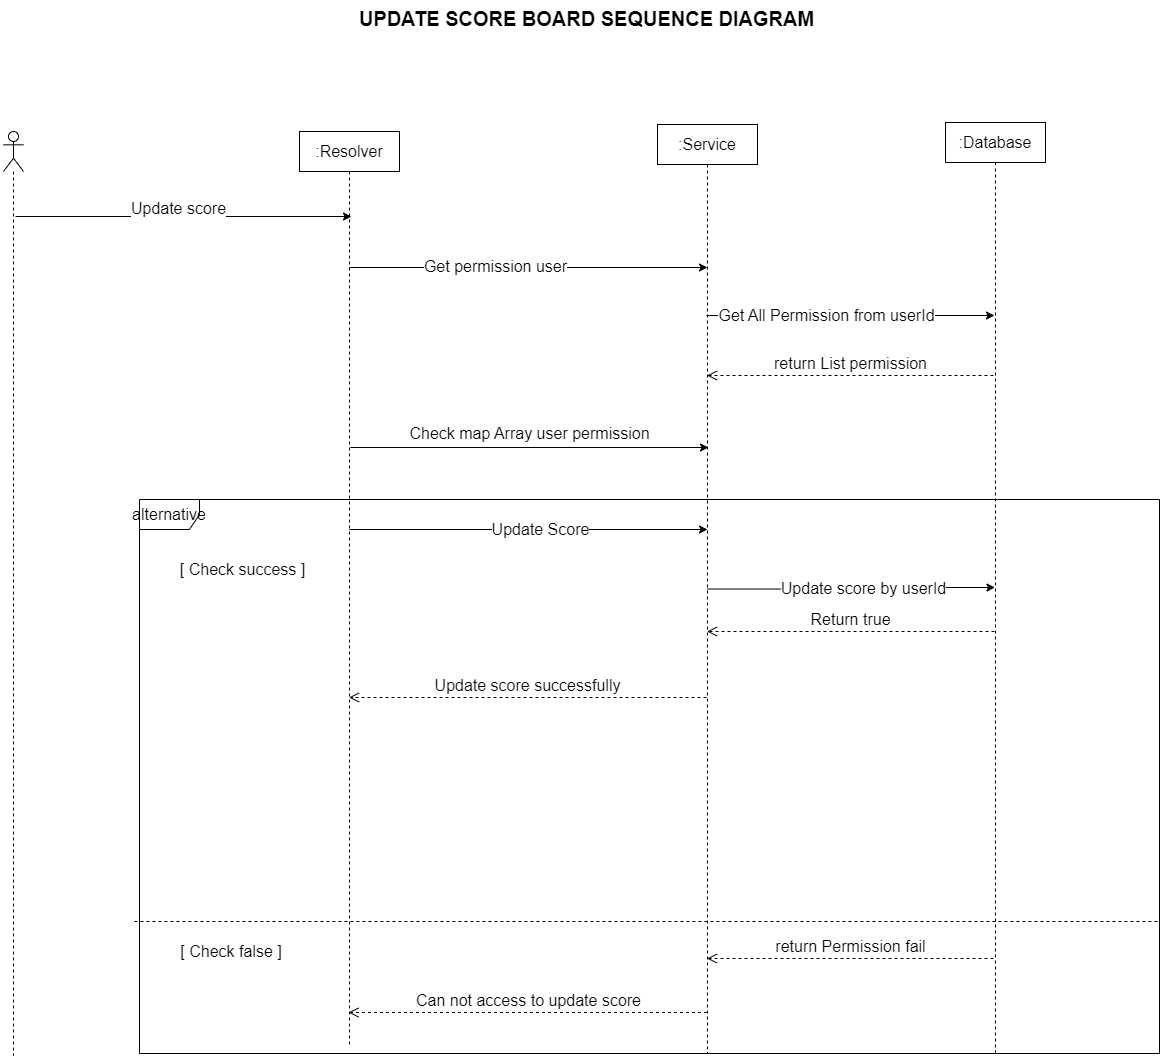 UPDATE SCORE BOARD SEQUENCE DIAGRAM
:Resolver
:Service
:Database
Update score
Get permission user
Get All Permission from userId
return List permission
Check map Array user permission
alternative
Update Score
[ Check success ]
Update score by userId
Return true
Update score successfully
[ Check false ]
return Permission fail
Can not access to update score